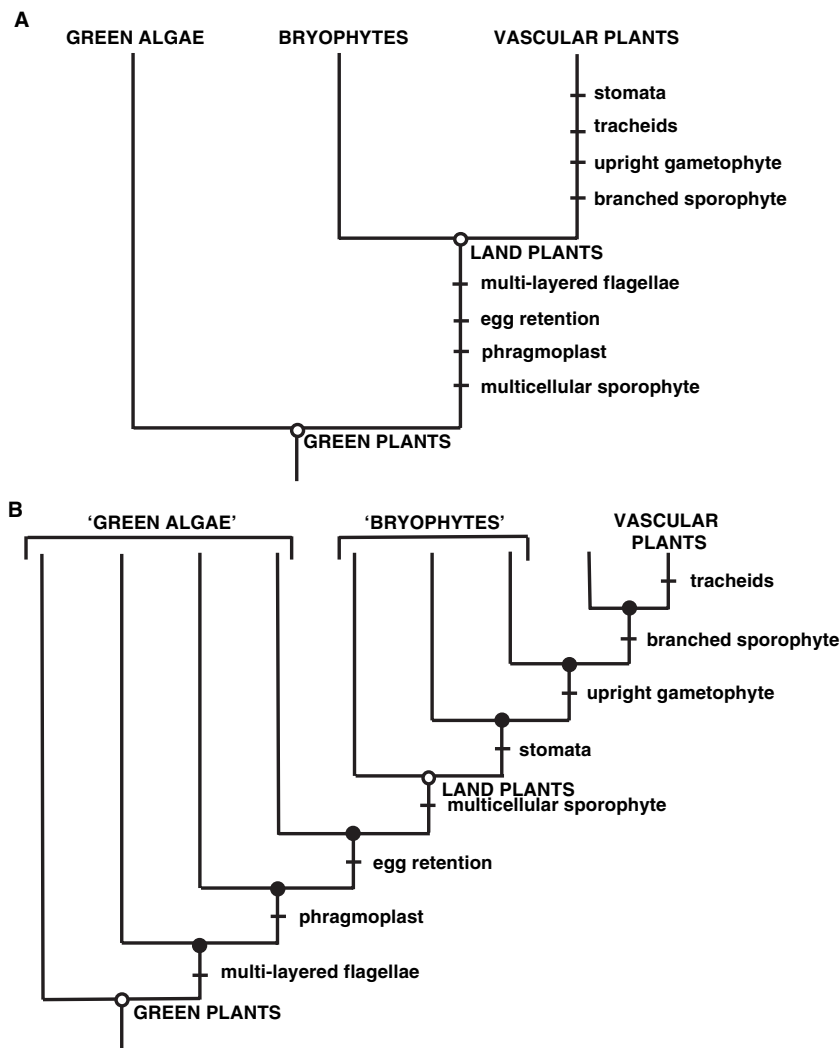 A
GREEN ALGAE
BRYOPHYTES
VASCULAR PLANTS
stomata
tracheids
upright gametophyte
branched sporophyte
LAND PLANTS
multi-layered flagellae
egg retention
phragmoplast
multicellular sporophyte
GREEN PLANTS
B
‘GREEN ALGAE’
‘BRYOPHYTES’
VASCULAR
PLANTS
tracheids
branched sporophyte
upright gametophyte
stomata
LAND PLANTS
multicellular sporophyte
egg retention
phragmoplast
multi-layered flagellae
GREEN PLANTS